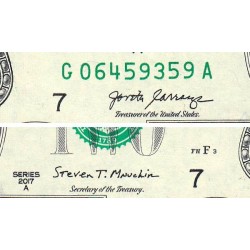 G 06459359 A
7
Jovita Carranza
Treasurer of the United States.
FW F 3
SERIES
2017
A
Steven T. Mnuchin
Secretary of the Treasury.
7